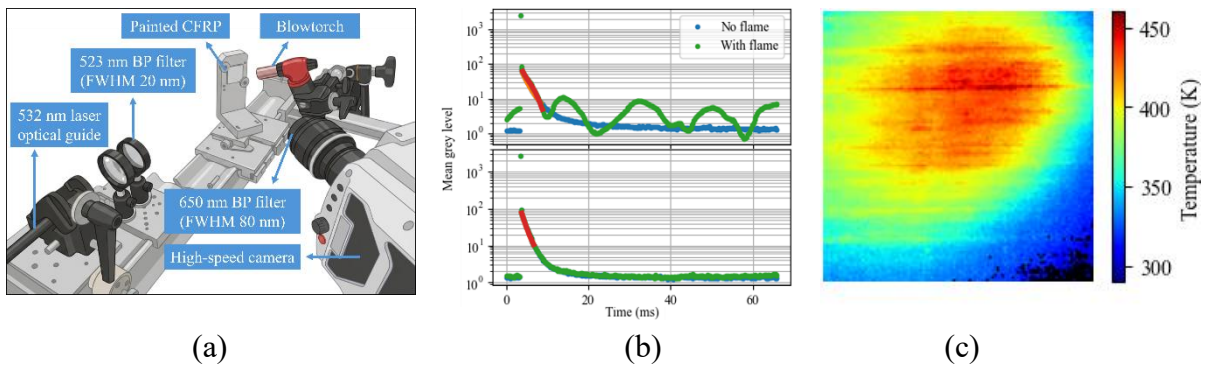 Painted CFRP
Blowtorch
523 nm BP filter
(FWHM 20 nm)
532 nm laser
optical guide
650 nm BP filter
(FWHM 80 nm)
High-speed camera
(a)
No flame
With flame
10³
10²
10¹
10⁰
10³
10²
10¹
10⁰
Mean grey level
0 20 40 60
Time (ms)
(b)
450
400
350
300
Temperature (K)
(c)